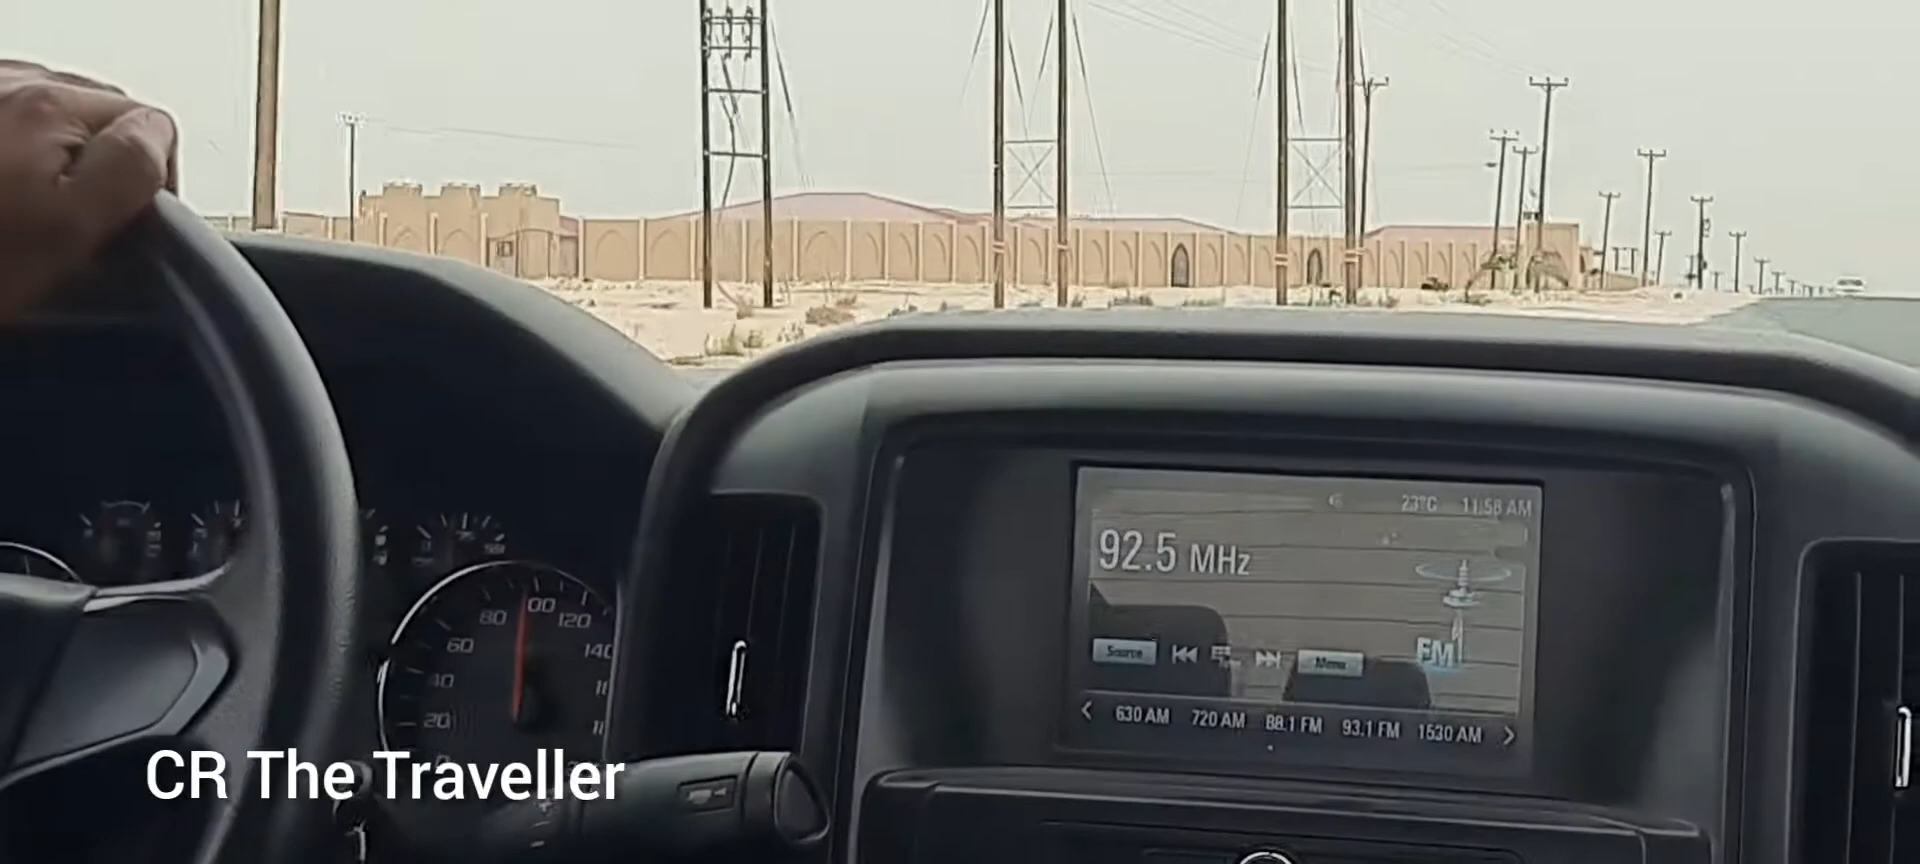 23°C 11:58 AM
92.5 MHz
FM
Source
Menu
630 AM 720 AM 88.1 FM 93.1 FM 1530 AM
20
40
60
80
00
120
140
CR The Traveller